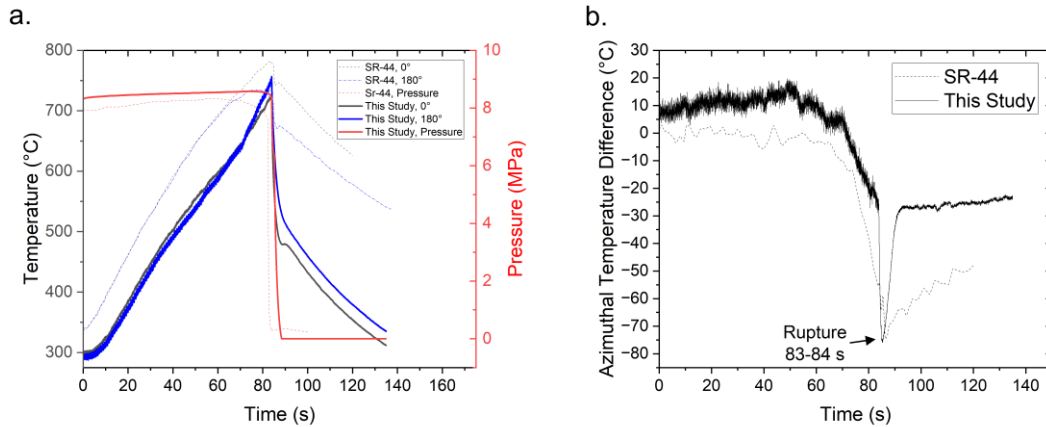 a.
800
700
600
500
400
300
Temperature (°C)
0 20 40 60 80 100 120 140 160
Time (s)
10
8
6
4
2
0
Pressure (MPa)
SR-44, 0°
SR-44, 180°
Sr-44, Pressure
This Study, 0°
This Study, 180°
This Study, Pressure
b.
40
30
20
10
0
−10
−20
−30
−40
−50
−60
−70
−80
Azimuthal Temperature Difference (°C)
0 20 40 60 80 100 120 140
Time (s)
SR-44
This Study
Rupture
83-84 s